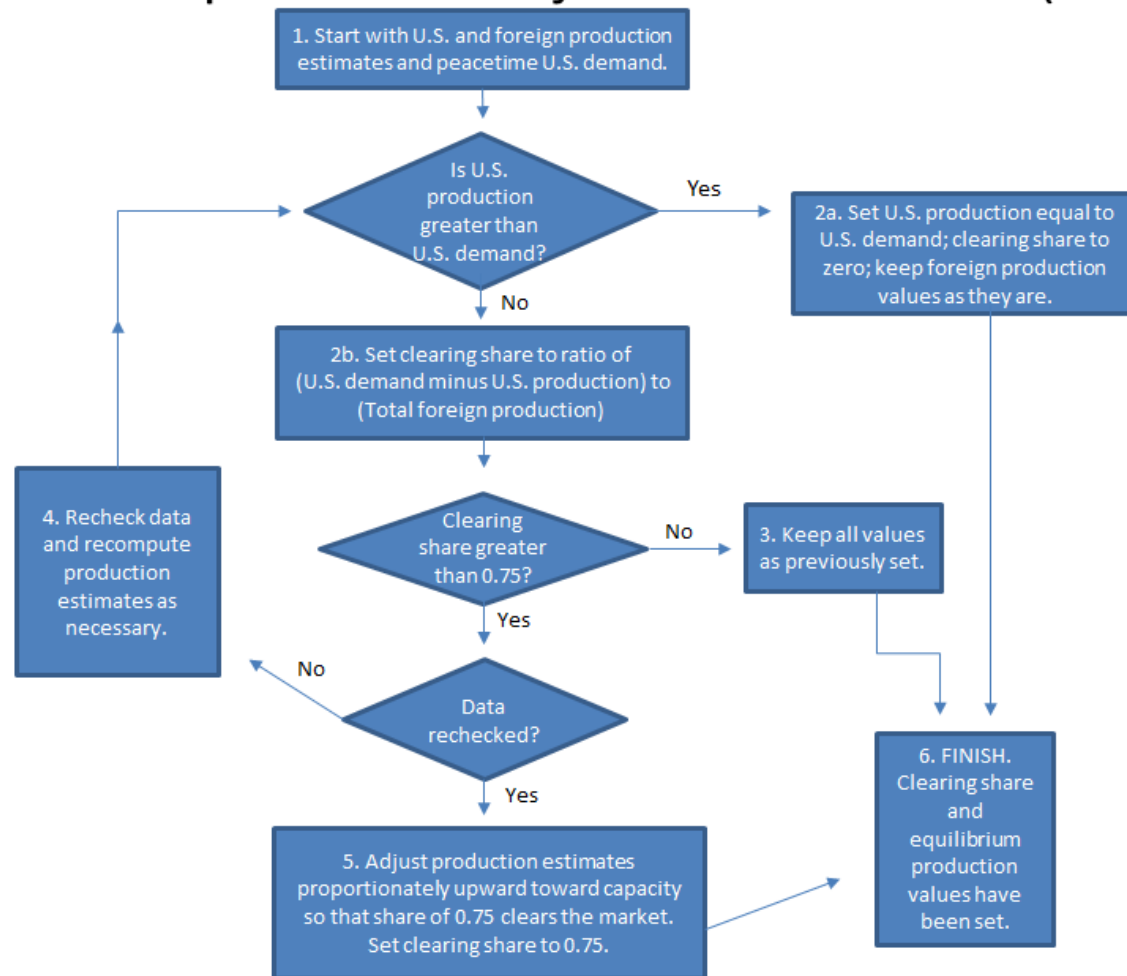 1. Start with U.S. and foreign production
estimates and peacetime U.S. demand.
Is U.S.
production
greater than
U.S. demand?
Yes
2a. Set U.S. production equal to
U.S. demand; clearing share to
zero; keep foreign production
values as they are.
No
2b. Set clearing share to ratio of
(U.S. demand minus U.S. production) to
(Total foreign production)
Clearing
share greater
than 0.75?
No
3. Keep all values
as previously set.
4. Recheck data
and recompute
production
estimates as
necessary.
Yes
No
Data
rechecked?
Yes
5. Adjust production estimates
proportionately upward toward capacity
so that share of 0.75 clears the market.
Set clearing share to 0.75.
6. FINISH.
Clearing share
and
equilibrium
production
values have
been set.